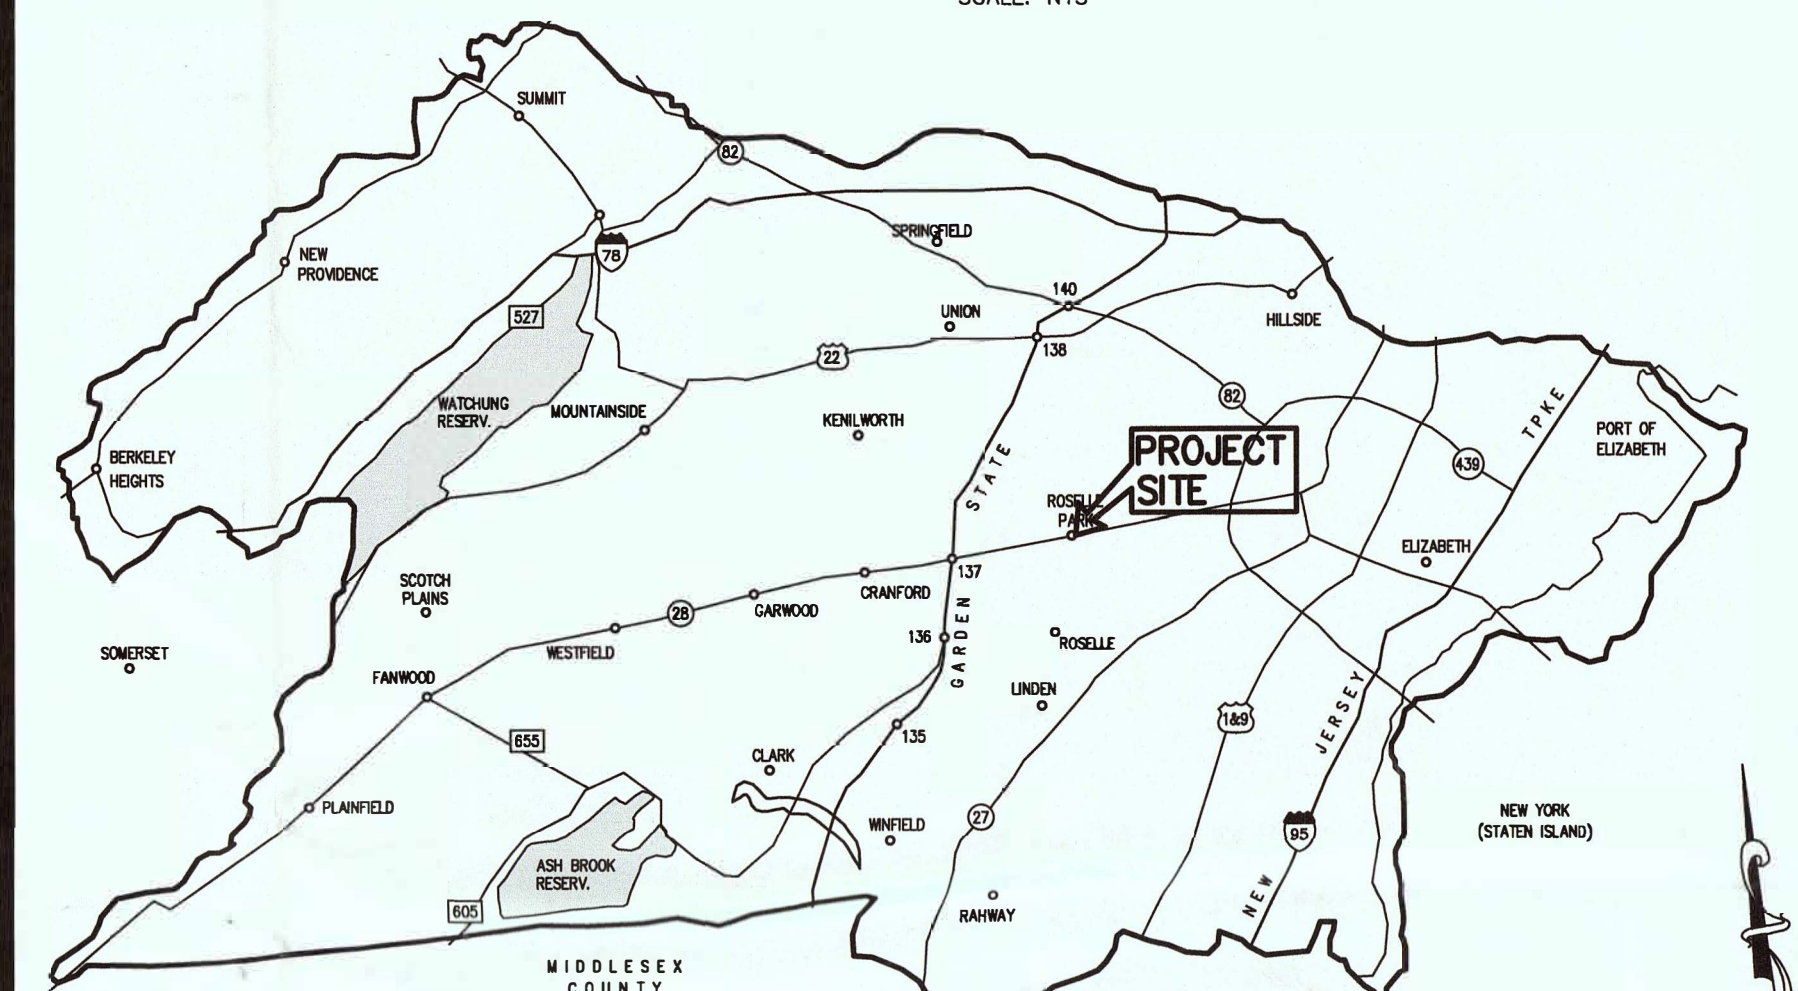 SCALE: NTS
SUMMIT
82
SPRINGFIELD
78
NEW
PROVIDENCE
140
527
UNION
HILLSIDE
138
22
82
WATCHUNG
RESERV.
MOUNTAINSIDE
KENILWORTH
TPKE
PORT OF
ELIZABETH
BERKELEY
HEIGHTS
PROJECT
SITE
439
STATE
ROSELLE
PARK
ELIZABETH
137
SCOTCH
PLAINS
CRANFORD
GARWOOD
28
136
GARDEN
ROSELLE
SOMERSET
WESTFIELD
FANWOOD
LINDEN
JERSEY
1&9
655
135
CLARK
PLAINFIELD
27
WINFIELD
95
NEW YORK
(STATEN ISLAND)
ASH BROOK
RESERV.
NEW
605
RAHWAY
MIDDLESEX
COUNTY